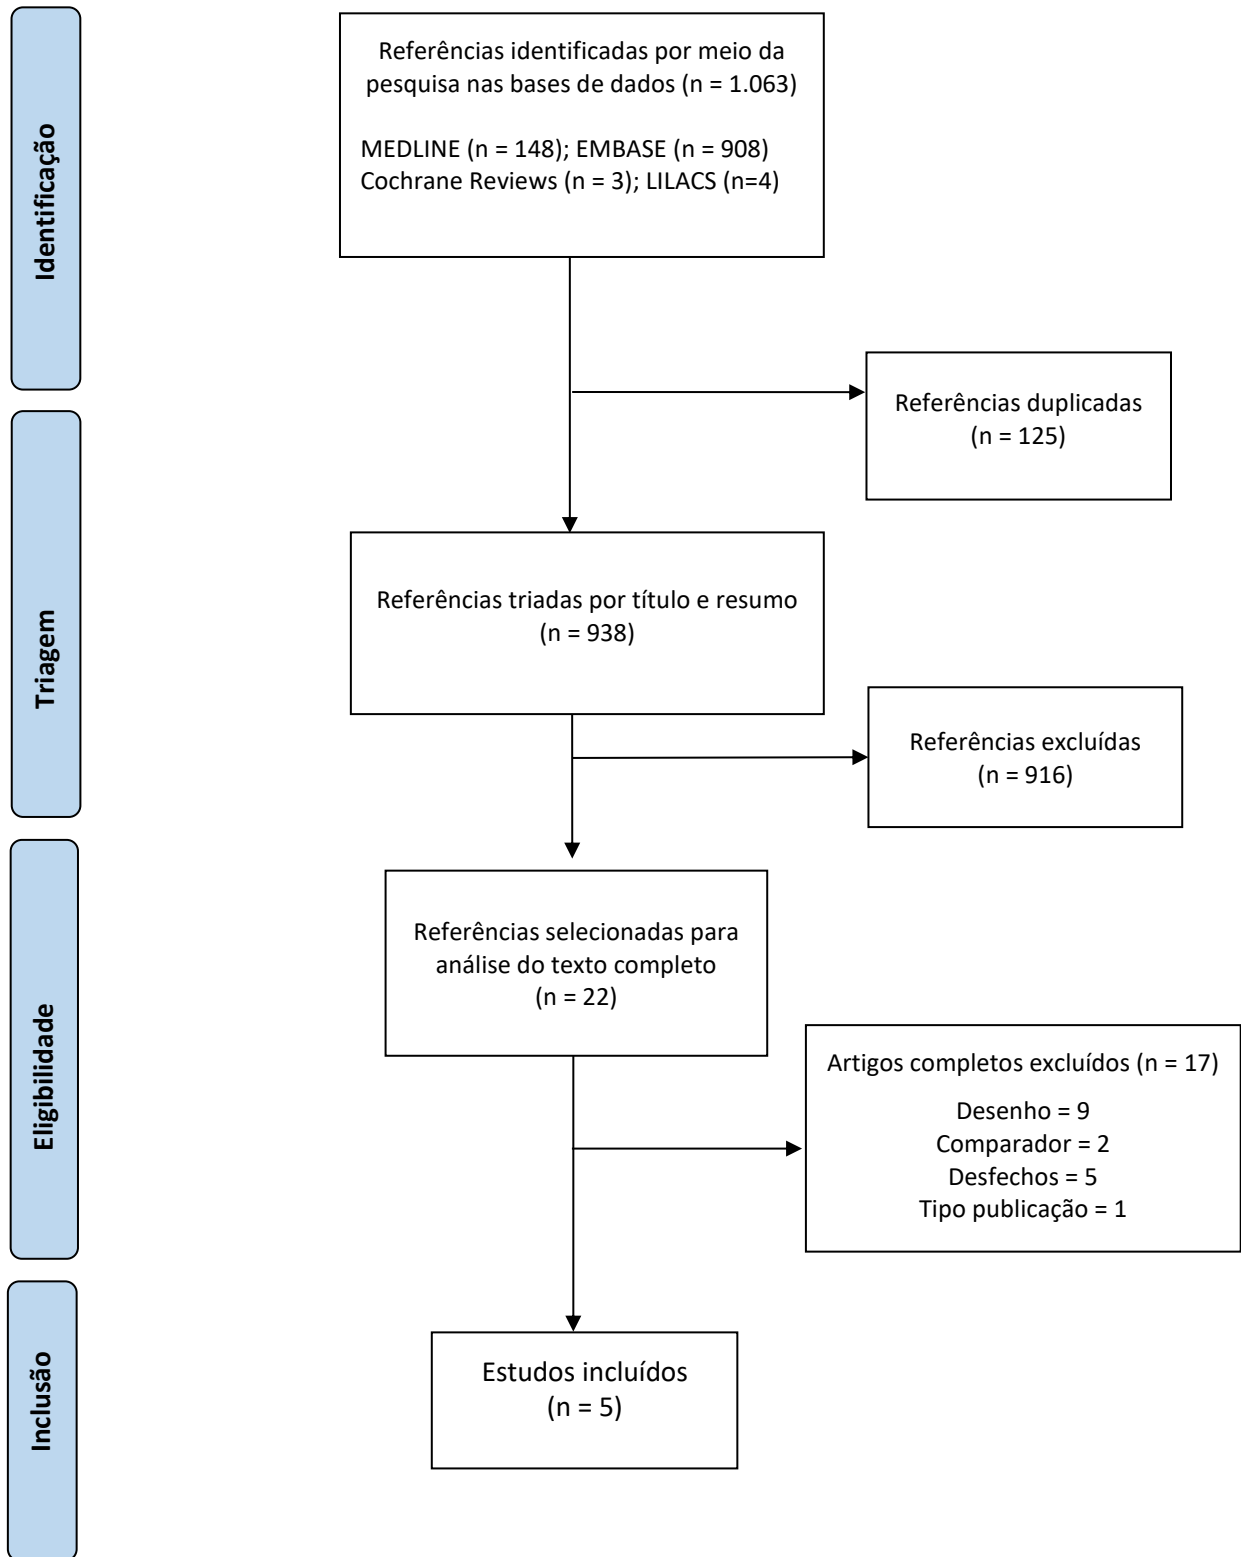 Identificação
Referências identificadas por meio da
pesquisa nas bases de dados (n = 1.063)
MEDLINE (n = 148); EMBASE (n = 908)
Cochrane Reviews (n = 3); LILACS (n=4)
Referências duplicadas
(n = 125)
Triagem
Referências triadas por título e resumo
(n = 938)
Referências excluídas
(n = 916)
Eligibilidade
Referências selecionadas para
análise do texto completo
(n = 22)
Artigos completos excluídos (n = 17)
Desenho = 9
Comparador = 2
Desfechos = 5
Tipo publicação = 1
Inclusão
Estudos incluídos
(n = 5)